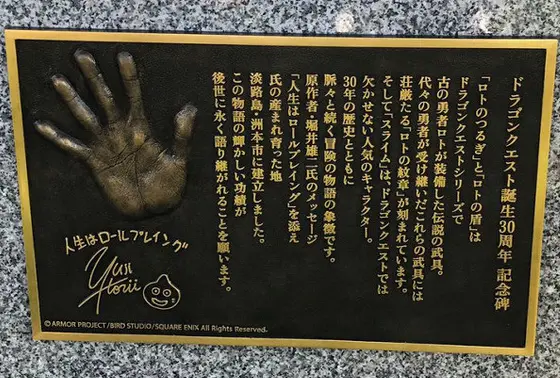 ドラゴンクエスト誕生30周年 記念碑
「ロトのつるぎ」と「ロトの盾」は
ドラゴンクエストシリーズで
古の勇者ロトが装備した伝説の武具。
代々の勇者が受け継いだこれらの武具には
荘厳たる「ロトの紋章」が刻まれています。
そして「スライム」は、ドラゴンクエストでは
欠かせない人気のキャラクター。
30年の歴史とともに
脈々と続く冒険の物語の象徴です。
原作者・堀井雄二氏のメッセージ
「人生はロールプレイング」を添え
氏の産まれ育った地
淡路島・洲本市に建立しました。
この物語の輝かしい功績が
後世に永く語り継がれることを願います。
人生はロールプレイング
Yuji
Horii
© ARMOR PROJECT/BIRD STUDIO/SQUARE ENIX All Rights Reserved.